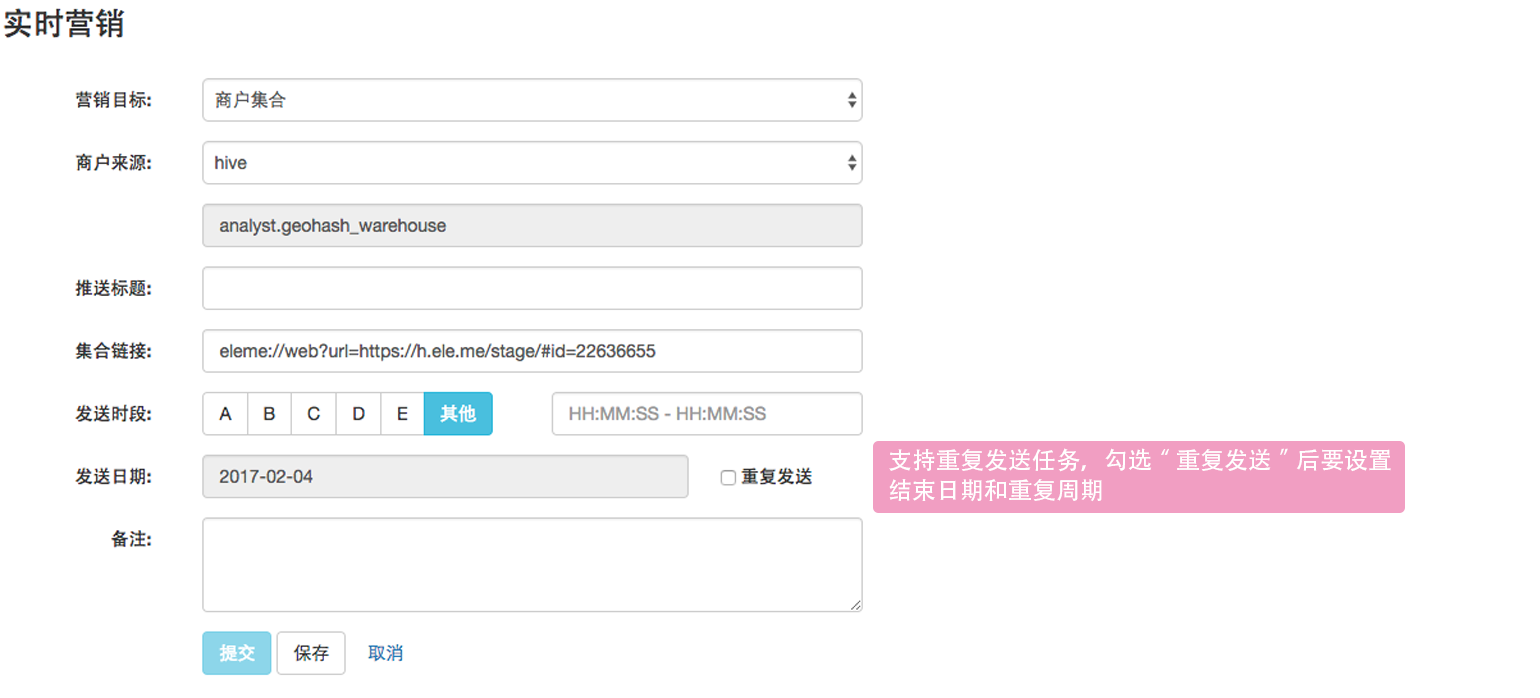 实时营销
营销目标: 商户集合
商户来源: hive
analyst.geohash_warehouse
推送标题:
集合链接: eleme://web?url=https://h.ele.me/stage/#id=22636655
发送时段: A B C D E 其他 HH:MM:SS - HH:MM:SS
发送日期: 2017-02-04 重复发送
支持重复发送任务，勾选“重复发送”后要设置
结束日期和重复周期
备注:
提交 保存 取消